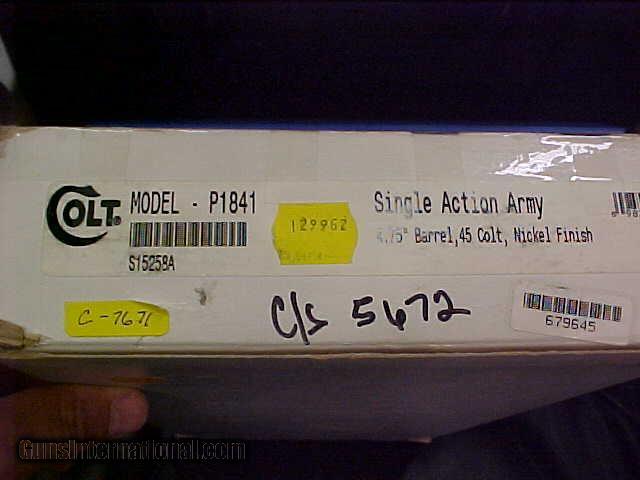 COLT
MODEL - P1841
S15258A
129962
Single Action Army
4.75" Barrel, 45 Colt, Nickel Finish
C-7671
C/s 5672
679645
GunsInternational.com